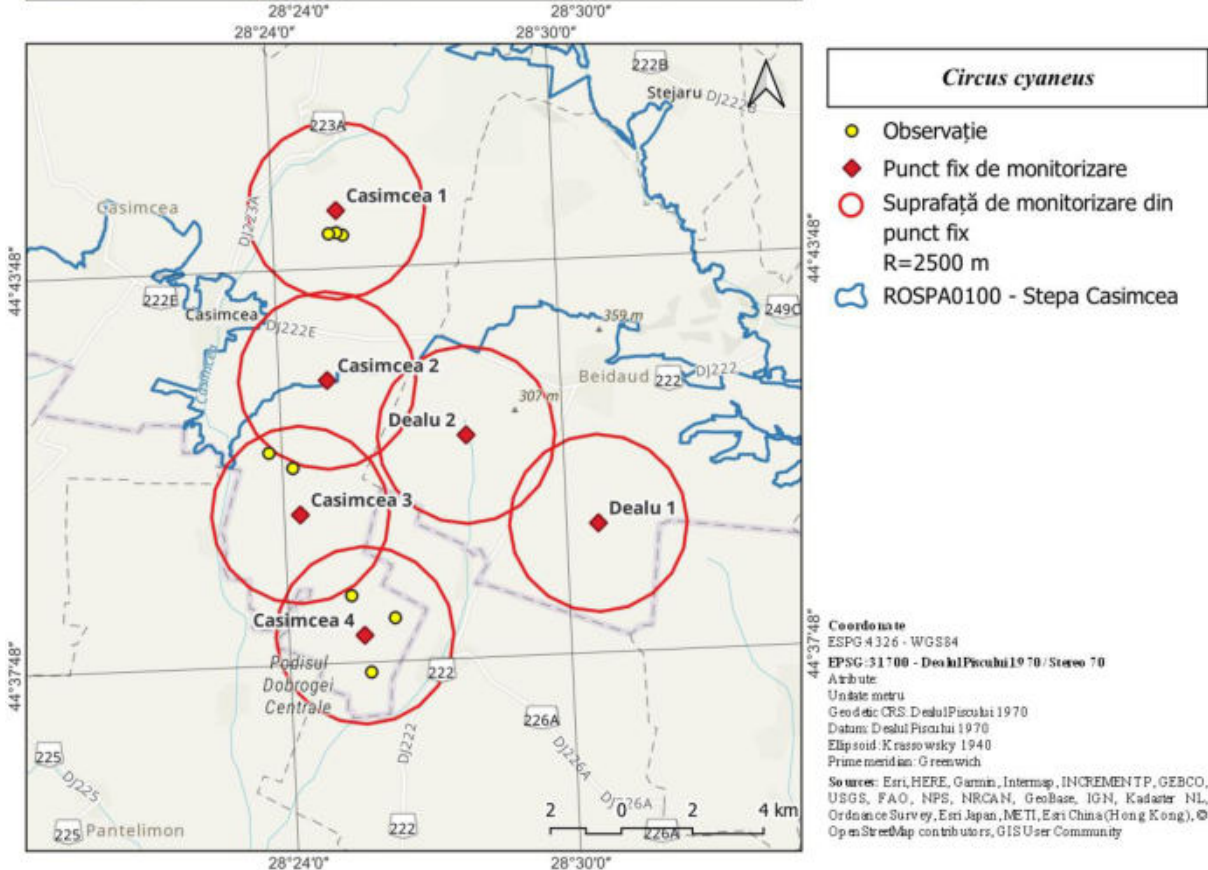 28°24'0"
28°30'0"
28°24'0"
28°30'0"
222B
Stejaru
DJ222B
223A
Casimcea 1
Casimcea
DJ223A
44°43'48"
44°43'48"
222E
Casimcea
DJ222E
359 m
249C
Casimcea
Casimcea 2
Beidaud
222
DJ222
307 m
Dealu 2
Casimcea 3
Dealu 1
Casimcea 4
44°37'48"
44°37'48"
Podisul
Dobrogei
Centrale
222
226A
DJ222
DJ226A
225
DJ225
2 0 2 4 km
DJ226A
225
Pantelimon
222
226A
28°24'0"
28°30'0"
Circus cyaneus
Observație
Punct fix de monitorizare
Suprafață de monitorizare din
punct fix
R=2500 m
ROSPA0100 - Stepa Casimcea
Coordonate
ESPG:4326 - WGS84
EPSG:31700 - DealulPiscului1970/Stereo 70
Atribute:
Unitate metru
Geodetic CRS: DealulPiscului 1970
Datum: Dealul Piscului 1970
Ellipsoid: Krassowsky 1940
Prime meridian: Greenwich
Sources: Esri, HERE, Garmin, Intermap, INCREMENT P, GEBCO,
USGS, FAO, NPS, NRCAN, GeoBase, IGN, Kadaster NL,
Ordnance Survey, Esri Japan, METI, Esri China (Hong Kong), ©
OpenStreetMap contributors, GIS User Community